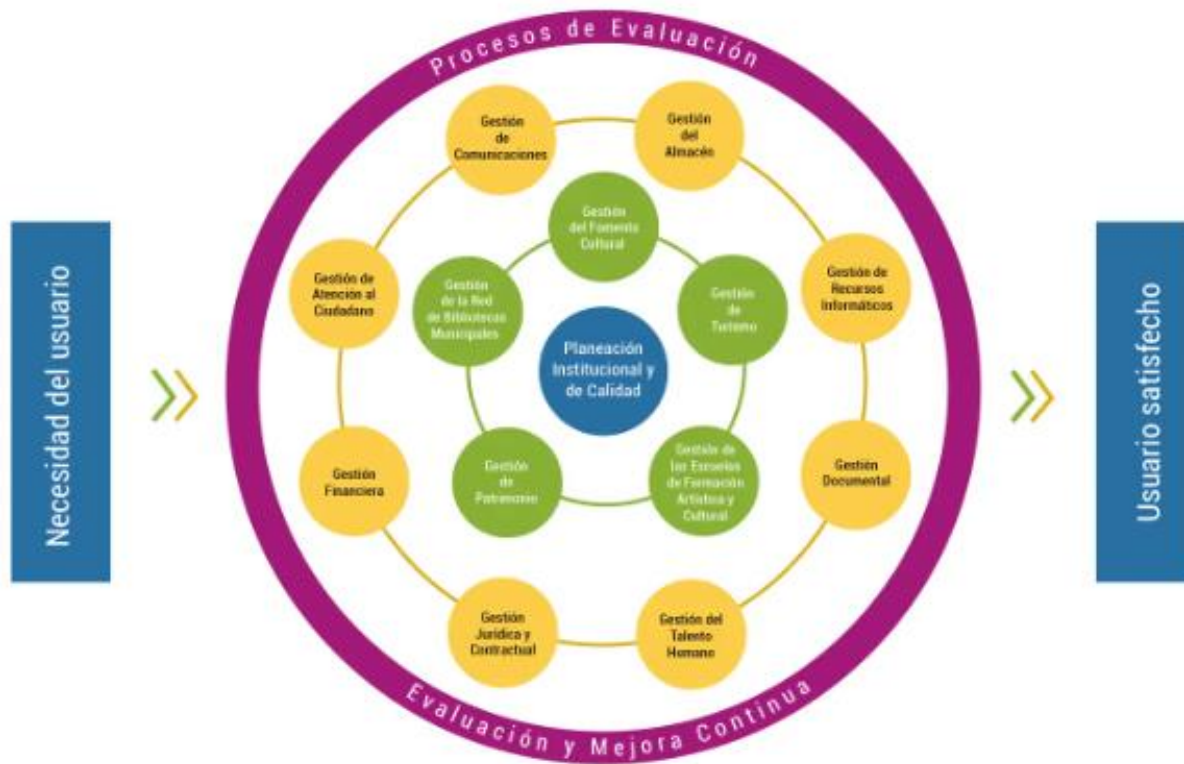 Procesos de Evaluación
Necesidad del usuario
Gestión
de
Comunicaciones
Gestión
del
Almacén
Gestión
del Fomento
Cultural
Gestión de
Atención al
Ciudadano
Gestión
de la Red
de Bibliotecas
Municipales
Gestión
de
Turismo
Gestión de
Recursos
Informáticos
Planeación
Institucional y
de Calidad
Gestión
Financiera
Gestión
de
Patrimonio
Gestión de
las Escuelas
de Formación
Artística y
Cultural
Gestión
Documental
Gestión
Jurídica y
Contractual
Gestión del
Talento
Humano
Evaluación y Mejora Continua
Usuario satisfecho